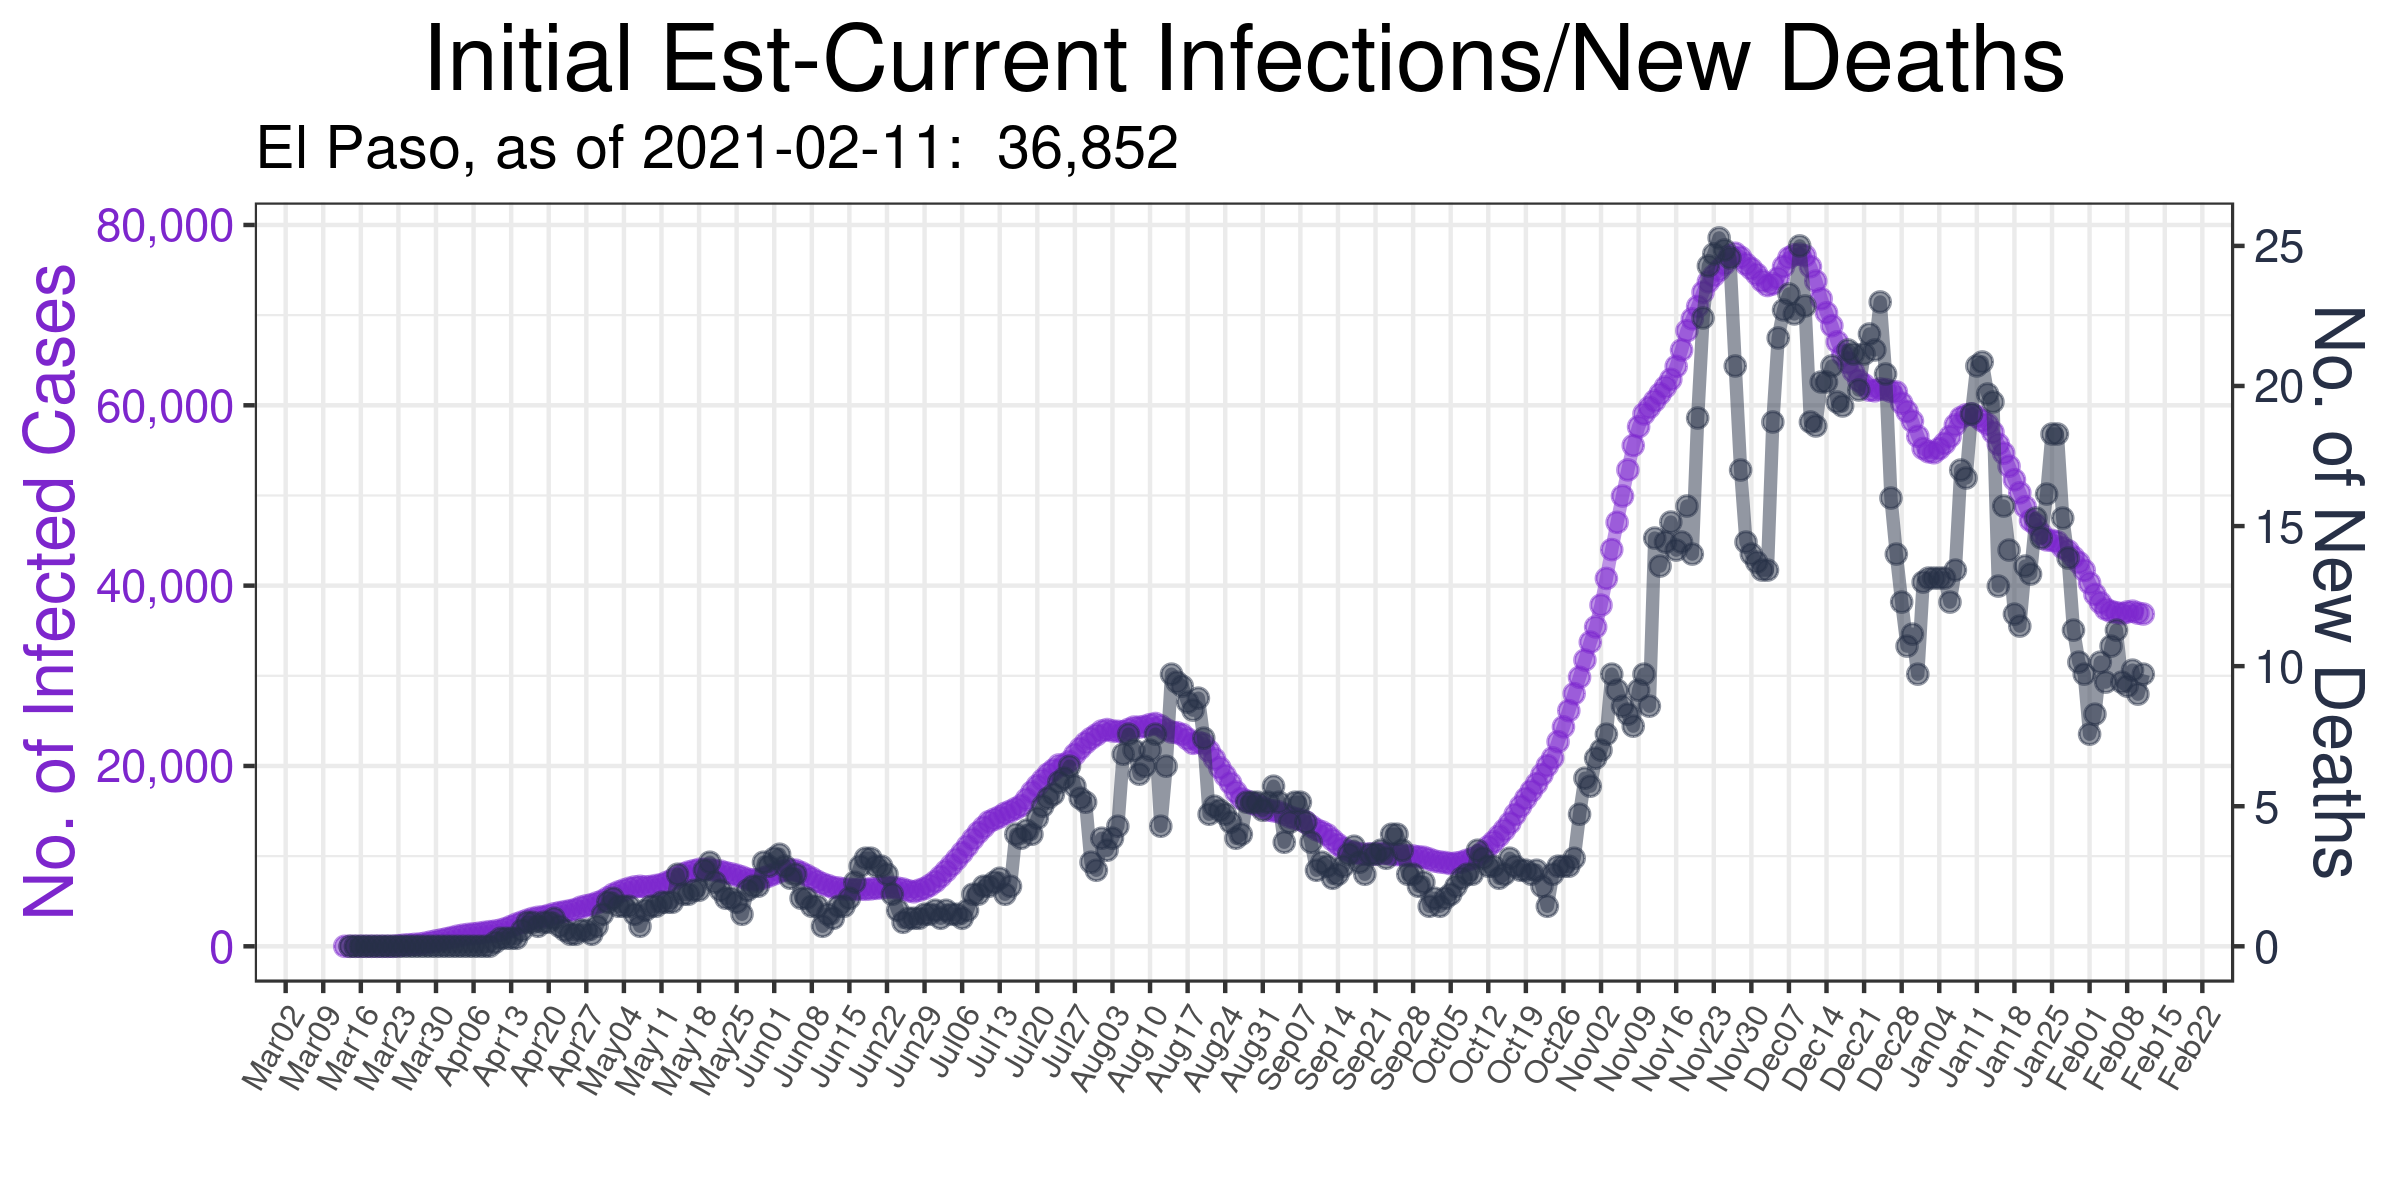 Initial Est-Current Infections/New Deaths
El Paso, as of 2021-02-11:  36,852
No. of Infected Cases
80,000
60,000
40,000
20,000
0
25
20
15
10
5
0
No. of New Deaths
Mar02
Mar09
Mar16
Mar23
Mar30
Apr06
Apr13
Apr20
Apr27
May04
May11
May18
May25
Jun01
Jun08
Jun15
Jun22
Jun29
Jul06
Jul13
Jul20
Jul27
Aug03
Aug10
Aug17
Aug24
Aug31
Sep07
Sep14
Sep21
Sep28
Oct05
Oct12
Oct19
Oct26
Nov02
Nov09
Nov16
Nov23
Nov30
Dec07
Dec14
Dec21
Dec28
Jan04
Jan11
Jan18
Jan25
Feb01
Feb08
Feb15
Feb22